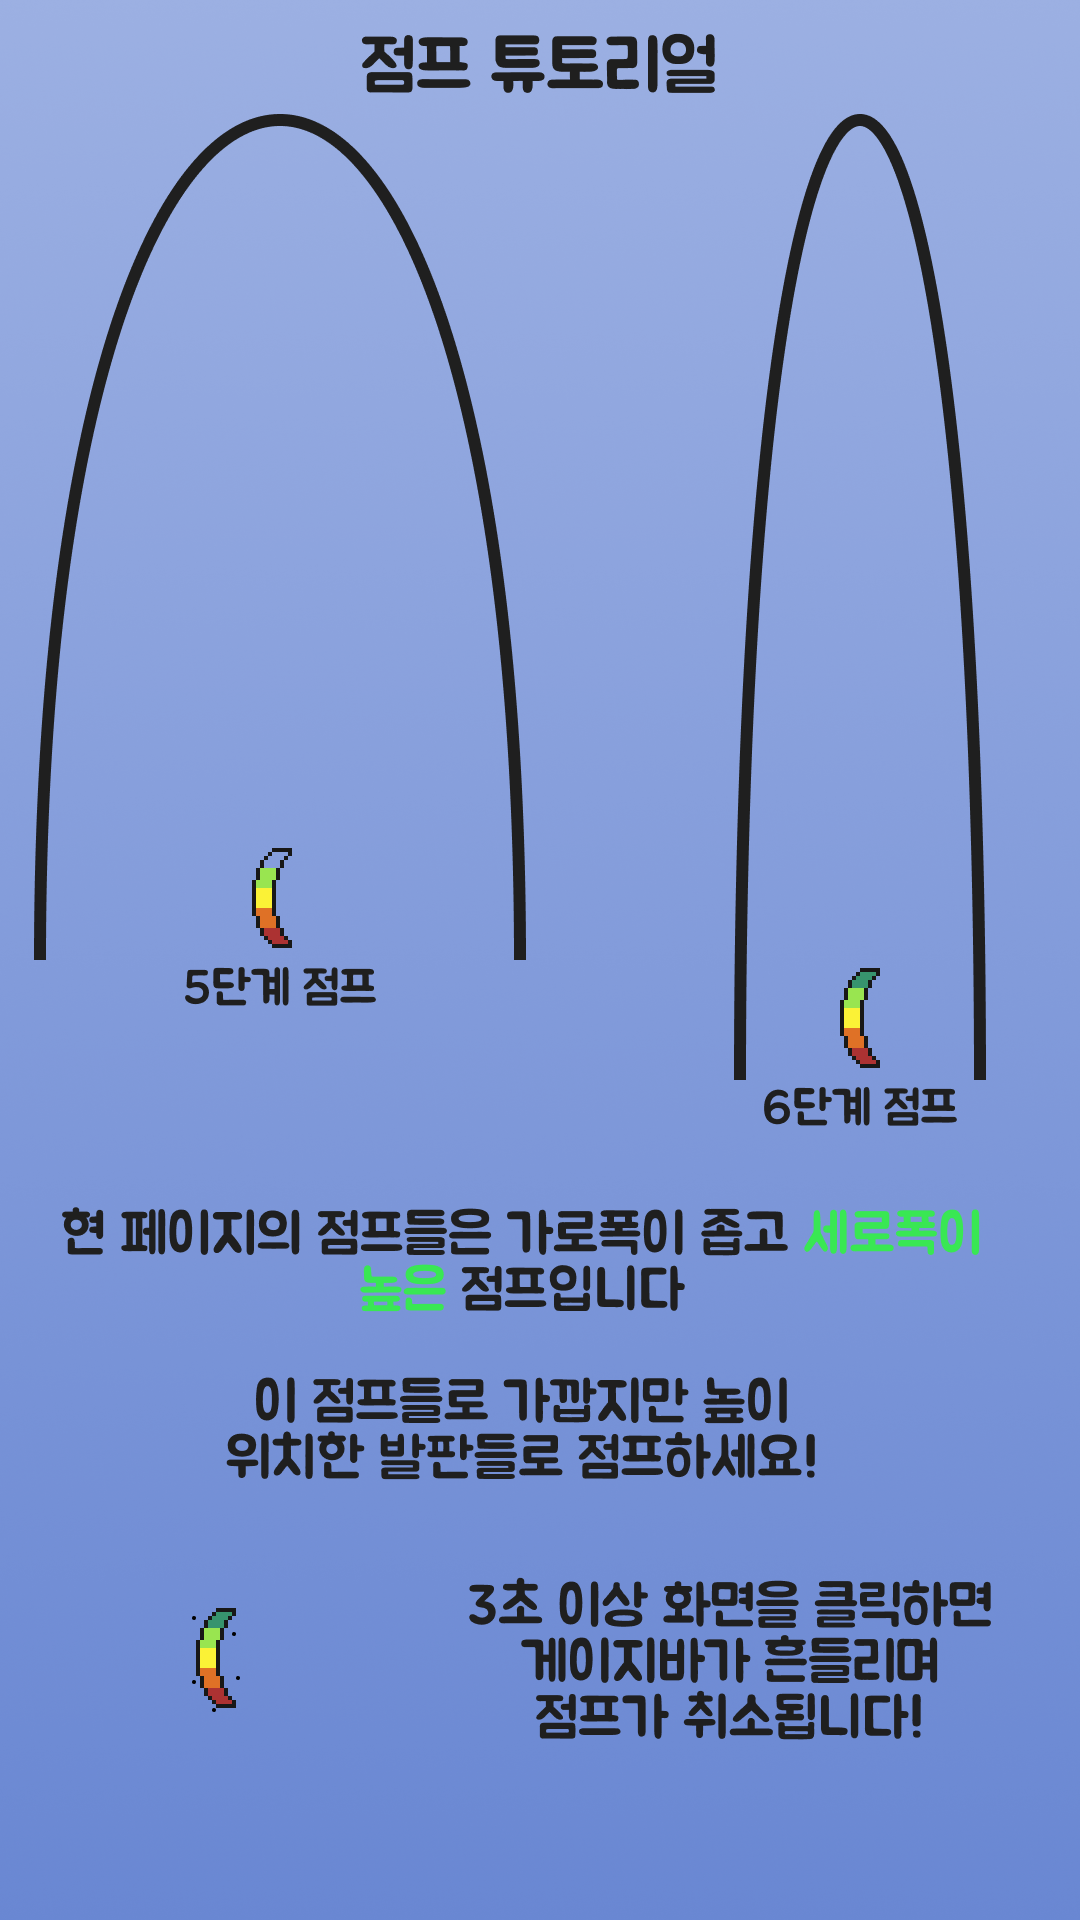 점프 튜토리얼
5단계 점프
6단계 점프
현 페이지의 점프들은 가로폭이 좁고 세로폭이
높은 점프입니다
이 점프들로 가깝지만 높이
위치한 발판들로 점프하세요!
3초 이상 화면을 클릭하면
게이지바가 흔들리며
점프가 취소됩니다!